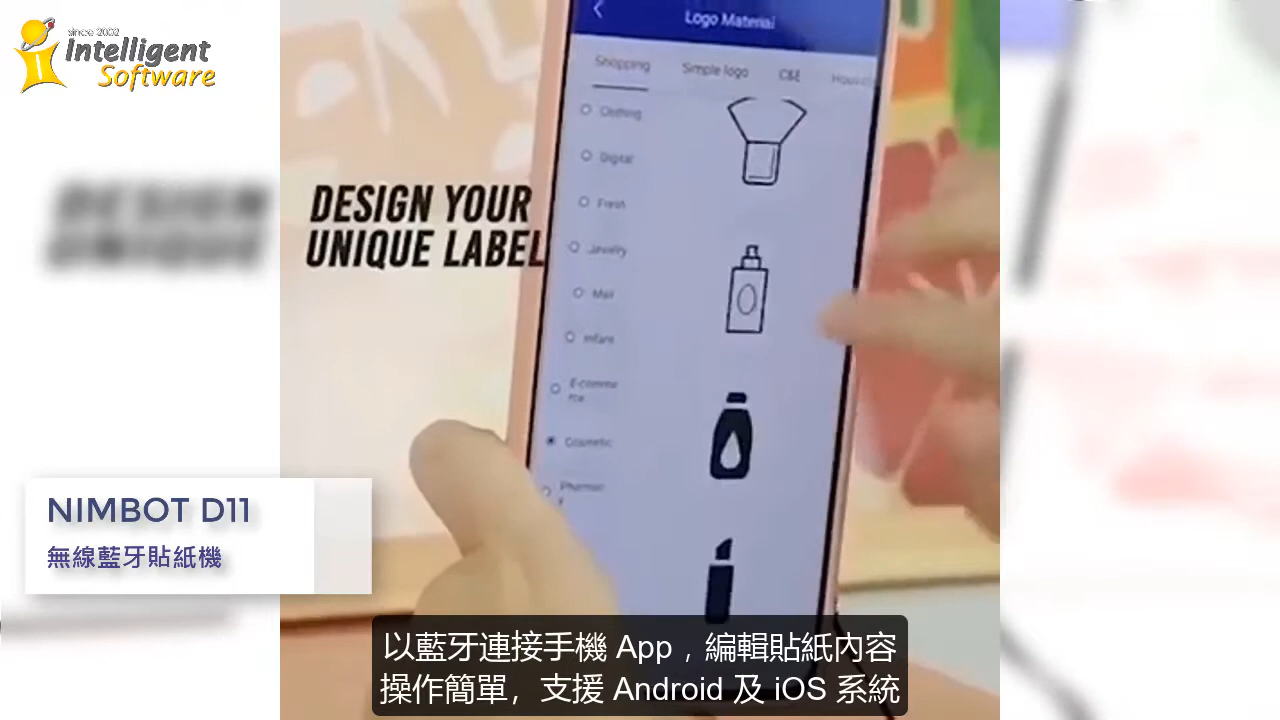 since 2002
Intelligent
Software
Logo Material
Shopping Simple logo C&E
Clothing
Digital
Fresh
Jewelry
Mail
Infant
E-comme
rce
Cosmetic
DESIGN YOUR
UNIQUE LABEL
NIMBOT D11
無線藍牙貼紙機
以藍牙連接手機 App，編輯貼紙內容
操作簡單，支援 Android 及 iOS 系統